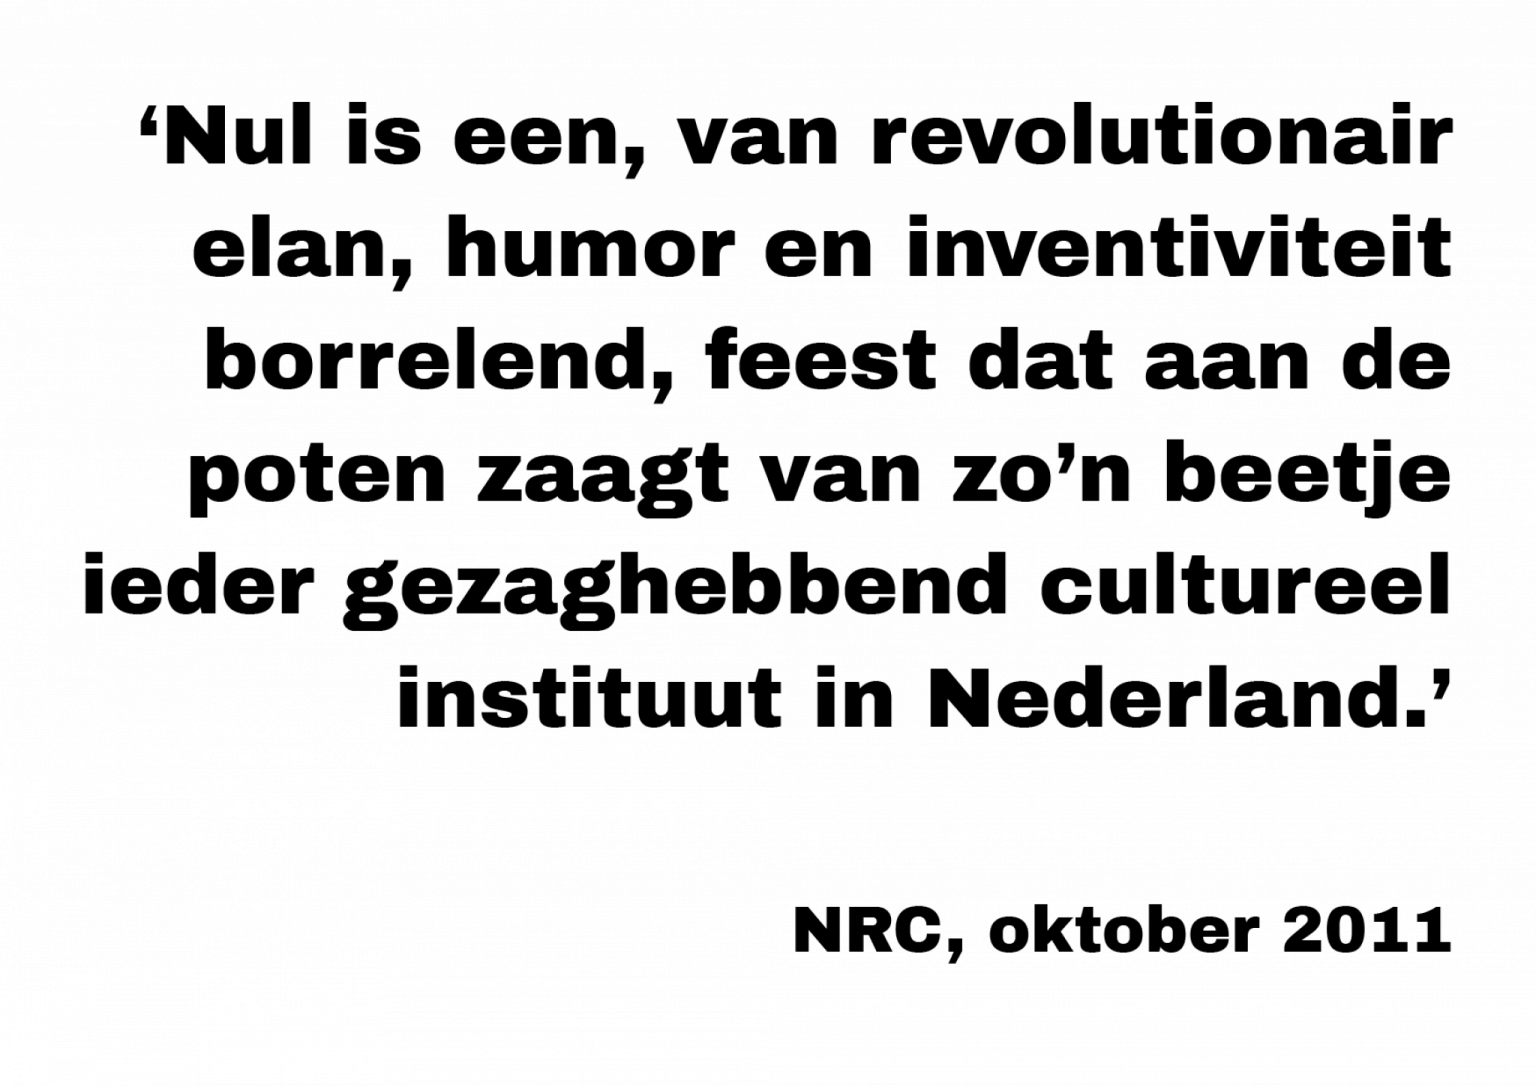 ‘Nul is een, van revolutionair
elan, humor en inventiviteit
borrelend, feest dat aan de
poten zaagt van zo’n beetje
ieder gezaghebbend cultureel
instituut in Nederland.’
NRC, oktober 2011